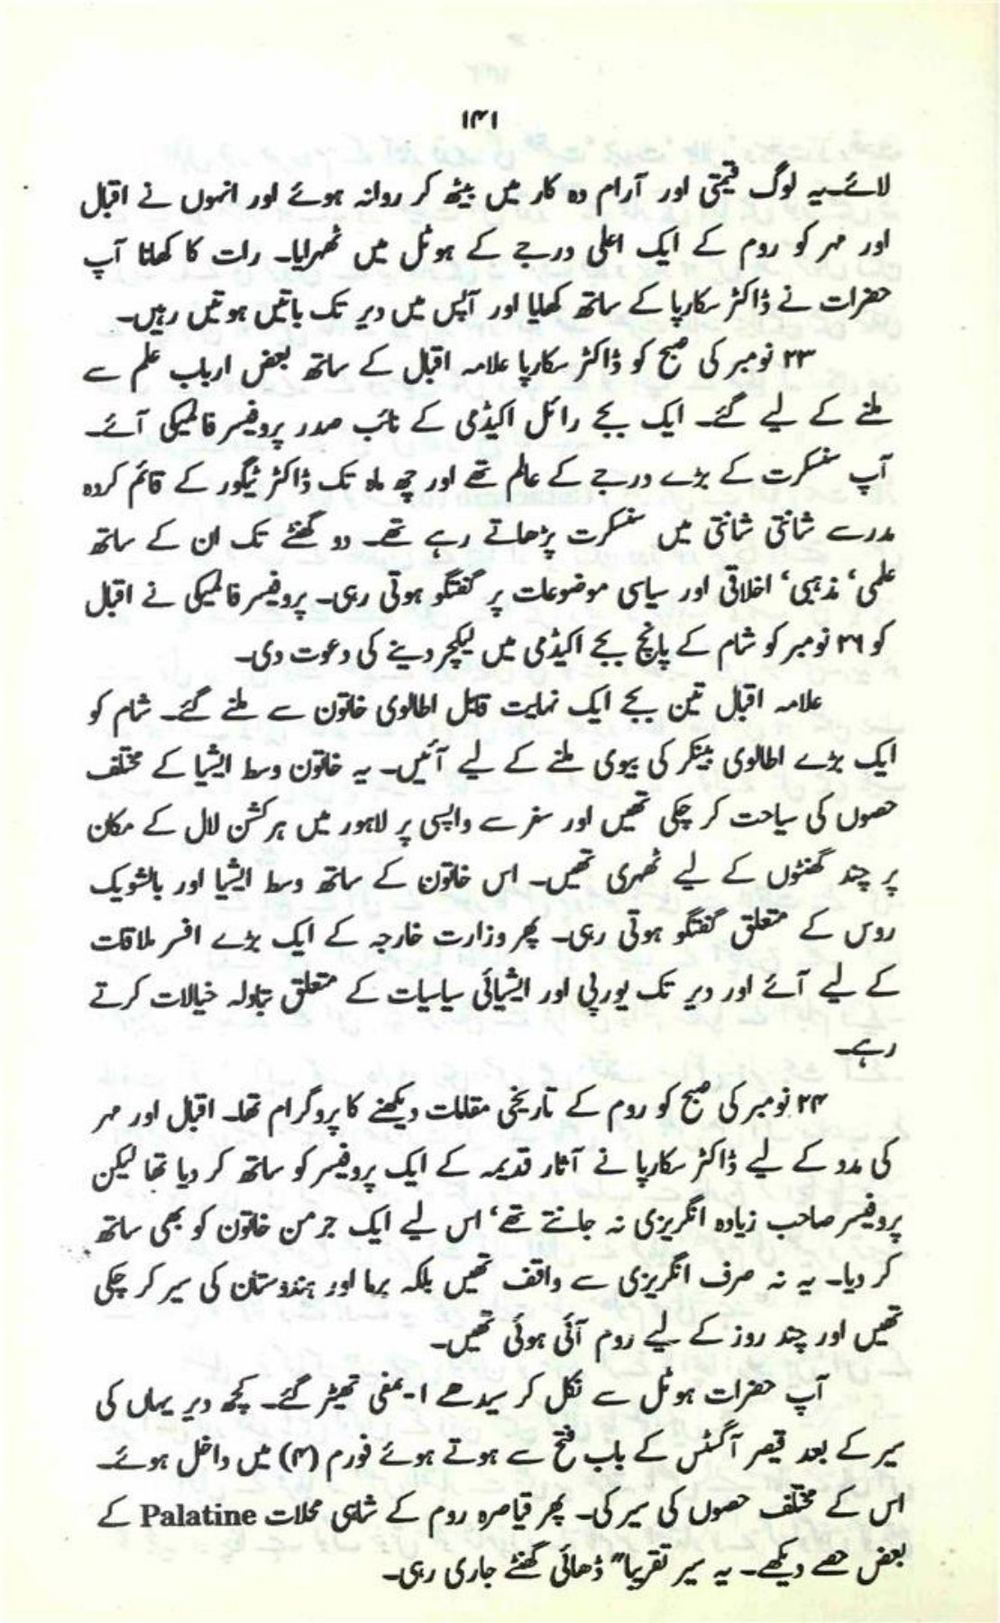 ۱۴۱
لائے۔یہ لوگ قیمتی اور آرام دہ کار میں بیٹھ کر روانہ ہوئے اور انہوں نے اقبال
اور مہر کو روم کے ایک اعلی درجے کے ہوٹل میں ٹھہرایا۔ رات کا کھانا آپ
حضرات نے ڈاکٹر سکارپا کے ساتھ کھایا اور آپس میں دیر تک باتیں ہوتیں رہیں۔
۲۳ نومبر کی صبح کو ڈاکٹر سکارپا علامہ اقبال کے ساتھ بعض ارباب علم سے
ملنے کے لیے گئے۔ ایک بجے رائل اکیڈمی کے نائب صدر پروفیسر فالمیکی آئے۔
آپ سنسکرت کے بڑے درجے کے عالم تھے اور چھ ماہ تک ڈاکٹر ٹیگور کے قائم کردہ
مدرسے شانتی شانتی میں سنسکرت پڑھاتے رہے تھے۔ دو گھنٹے تک ان کے ساتھ
علمی‘ مذہبی‘ اخلاقی اور سیاسی موضوعات پر گفتگو ہوتی رہی۔ پروفیسر فالمیکی نے اقبال
کو ۲۶ نومبر کو شام کے پانچ بجے اکیڈمی میں لیکچر دینے کی دعوت دی۔
علامہ اقبال تین بجے ایک نہایت قابل اطالوی خاتون سے ملنے گئے۔ شام کو
ایک بڑے اطالوی بینکر کی بیوی ملنے کے لیے آئیں۔ یہ خاتون وسط ایشیا کے مختلف
حصوں کی سیاحت کر چکی تھیں اور سفر سے واپسی پر لاہور میں ہرکشن لال کے مکان
پر چند گھنٹوں کے لیے ٹھہری تھیں۔ اس خاتون کے ساتھ وسط ایشیا اور بالشویک
روس کے متعلق گفتگو ہوتی رہی۔ پھر وزارت خارجہ کے ایک بڑے افسر ملاقات
کے لیے آئے اور دیر تک یورپی اور ایشیائی سیاسیات کے متعلق تبادلہ خیالات کرتے
رہے۔
۲۴ نومبر کی صبح کو روم کے تاریخی مقامات دیکھنے کا پروگرام تھا۔ اقبال اور مہر
کی مدد کے لیے ڈاکٹر سکارپا نے آثار قدیمہ کے ایک پروفیسر کو ساتھ کر دیا تھا لیکن
پروفیسر صاحب زیادہ انگریزی نہ جانتے تھے‘ اس لیے ایک جرمن خاتون کو بھی ساتھ
کر دیا۔ یہ نہ صرف انگریزی سے واقف تھیں بلکہ برما اور ہندوستان کی سیر کر چکی
تھیں اور چند روز کے لیے روم آئی ہوئی تھیں۔
آپ حضرات ہوٹل سے نکل کر سیدھے ا۔یمفی تھیٹر گئے۔ کچھ دیر یہاں کی
سیر کے بعد قیصر آگسٹس کے باب فتح سے ہوتے ہوئے فورم (۴) میں داخل ہوئے۔
اس کے مختلف حصوں کی سیر کی۔ پھر قیاصرہ روم کے شاہی محلات Palatine کے
بعض حصے دیکھے۔ یہ سیر تقریبا" ڈھائی گھنٹے جاری رہی۔